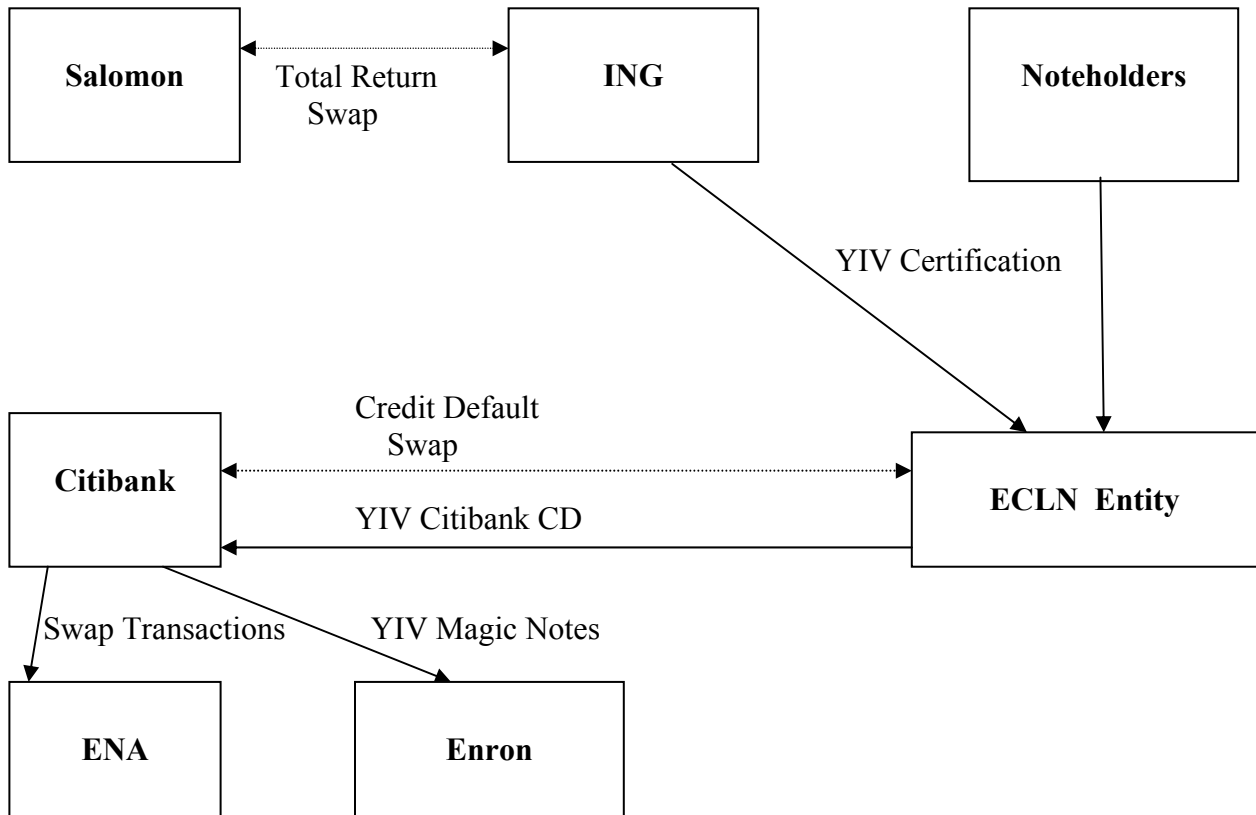 Salomon
Total Return
Swap
ING
Noteholders
YIV Certification
Credit Default
Swap
Citibank
ECLN Entity
YIV Citibank CD
Swap Transactions
YIV Magic Notes
ENA
Enron